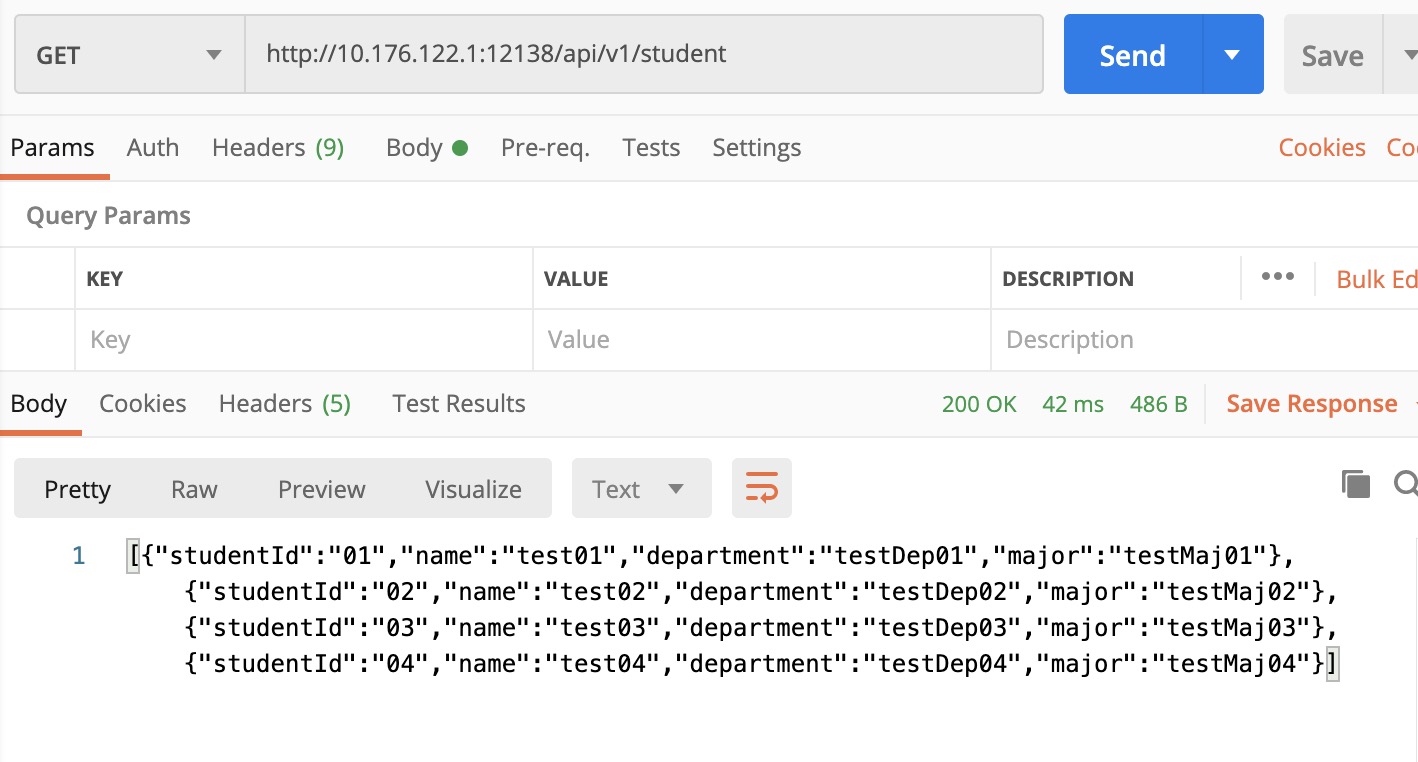 GET http://10.176.122.1:12138/api/v1/student Send Save
Params Auth Headers (9) Body Pre-req. Tests Settings Cookies
Query Params
KEY VALUE DESCRIPTION ••• Bulk Ed
Key Value Description
Body Cookies Headers (5) Test Results 200 OK 42 ms 486 B Save Response
Pretty Raw Preview Visualize Text
1 [{"studentId":"01","name":"test01","department":"testDep01","major":"testMaj01"},
{"studentId":"02","name":"test02","department":"testDep02","major":"testMaj02"},
{"studentId":"03","name":"test03","department":"testDep03","major":"testMaj03"},
{"studentId":"04","name":"test04","department":"testDep04","major":"testMaj04"}]